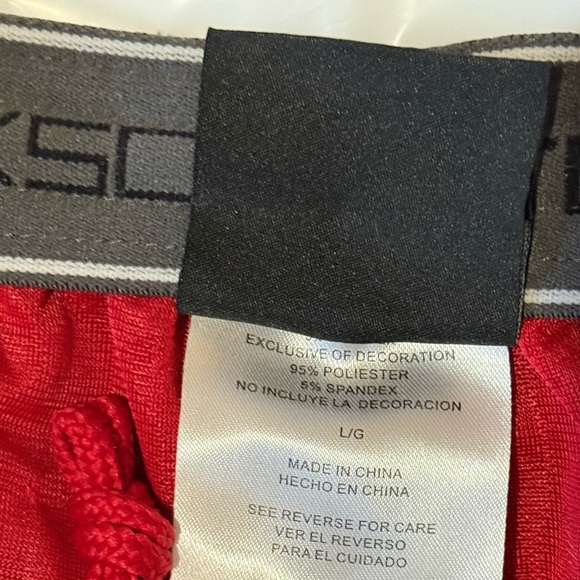 KSC
EXCLUSIVE OF DECORATION
95% POLIESTER
5% SPANDEX
NO INCLUYE LA DECORACION
L/G
MADE IN CHINA
HECHO EN CHINA
SEE REVERSE FOR CARE
VER EL REVERSO
PARA EL CUIDADO